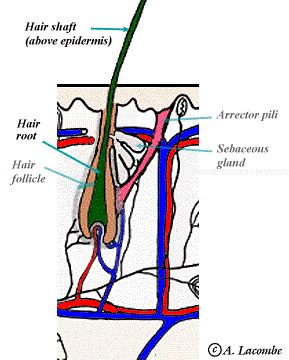 Hair shaft
(above epidermis)
Arrector pili
Hair
root
Sebaceous
gland
Hair
follicle
© A. Lacombe